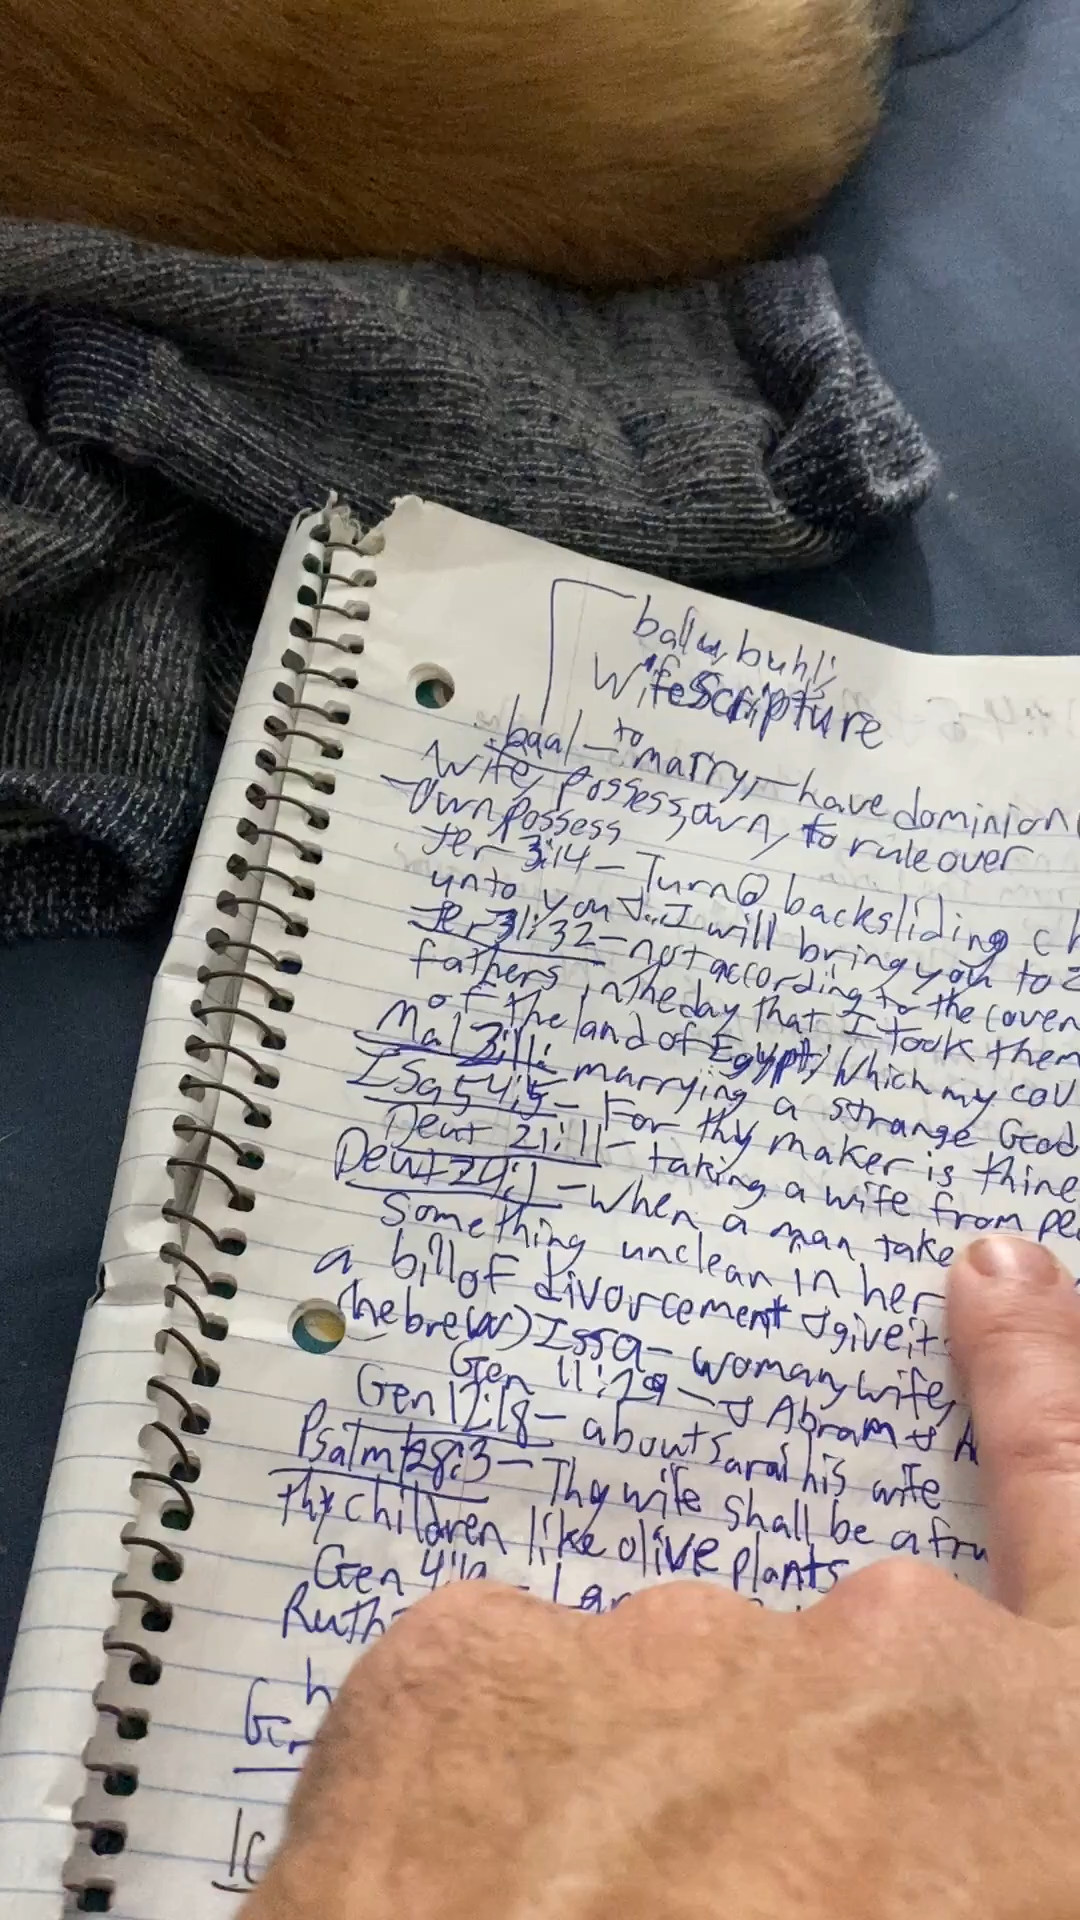 baal, buhl;
Wife Scripture
baal - to marry, - have dominion
Wife, possess, own, to rule over
- own, possess
Jer 3:14 - Turn O backsliding ch
unto you & .. I will bring you to Z
Jer 31:32 - not according to the coven
fathers in the day that I took them
of the land of Egypt, Which my cov
Mal 2:11: marrying a strange God
Isa 54:5 - For thy maker is thine
Deut 21:11 - taking a wife from pe
Deut 24:1 - When a man take
Something unclean in her
a bill of divorcement & give it
(hebrew) Issa - woman, wife,
Gen 11:29 - & Abram & 
Gen 12:18 - about Sarai his wife
Psalm 128:3 - Thy wife shall be a fru
thy children like olive plants
Gen 4:19 - La
Ruth
h